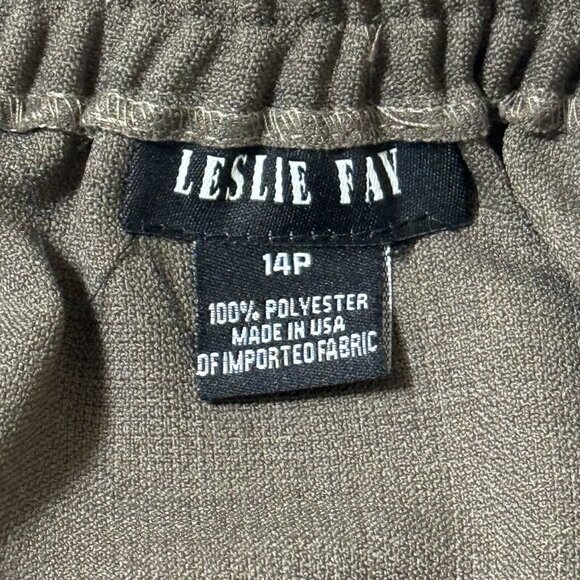 LESLIE FAY
14P
100% POLYESTER
MADE IN USA
OF IMPORTED FABRIC